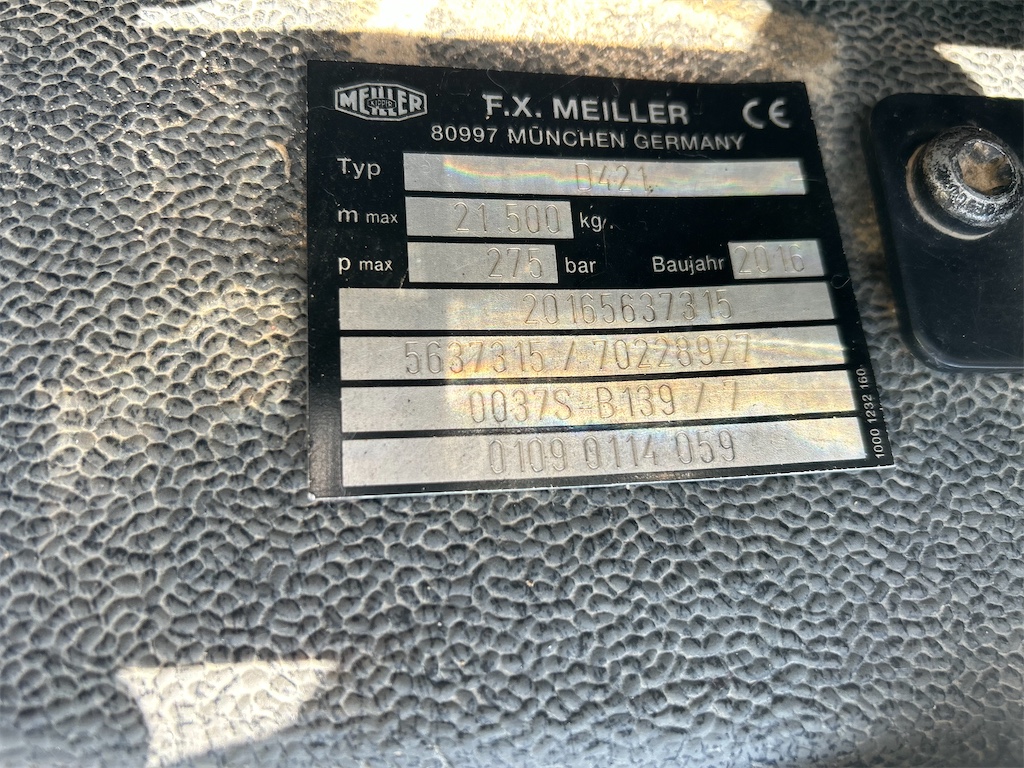 MEILLER
KIPPER
F.X. MEILLER CE
80997 MÜNCHEN GERMANY
Typ D421
m max 21.500 kg
p max 275 bar Baujahr 2016
20165637315
5637315 / 70228927
0037S-B139 / 7
0109 0114 059
1000 1232 160